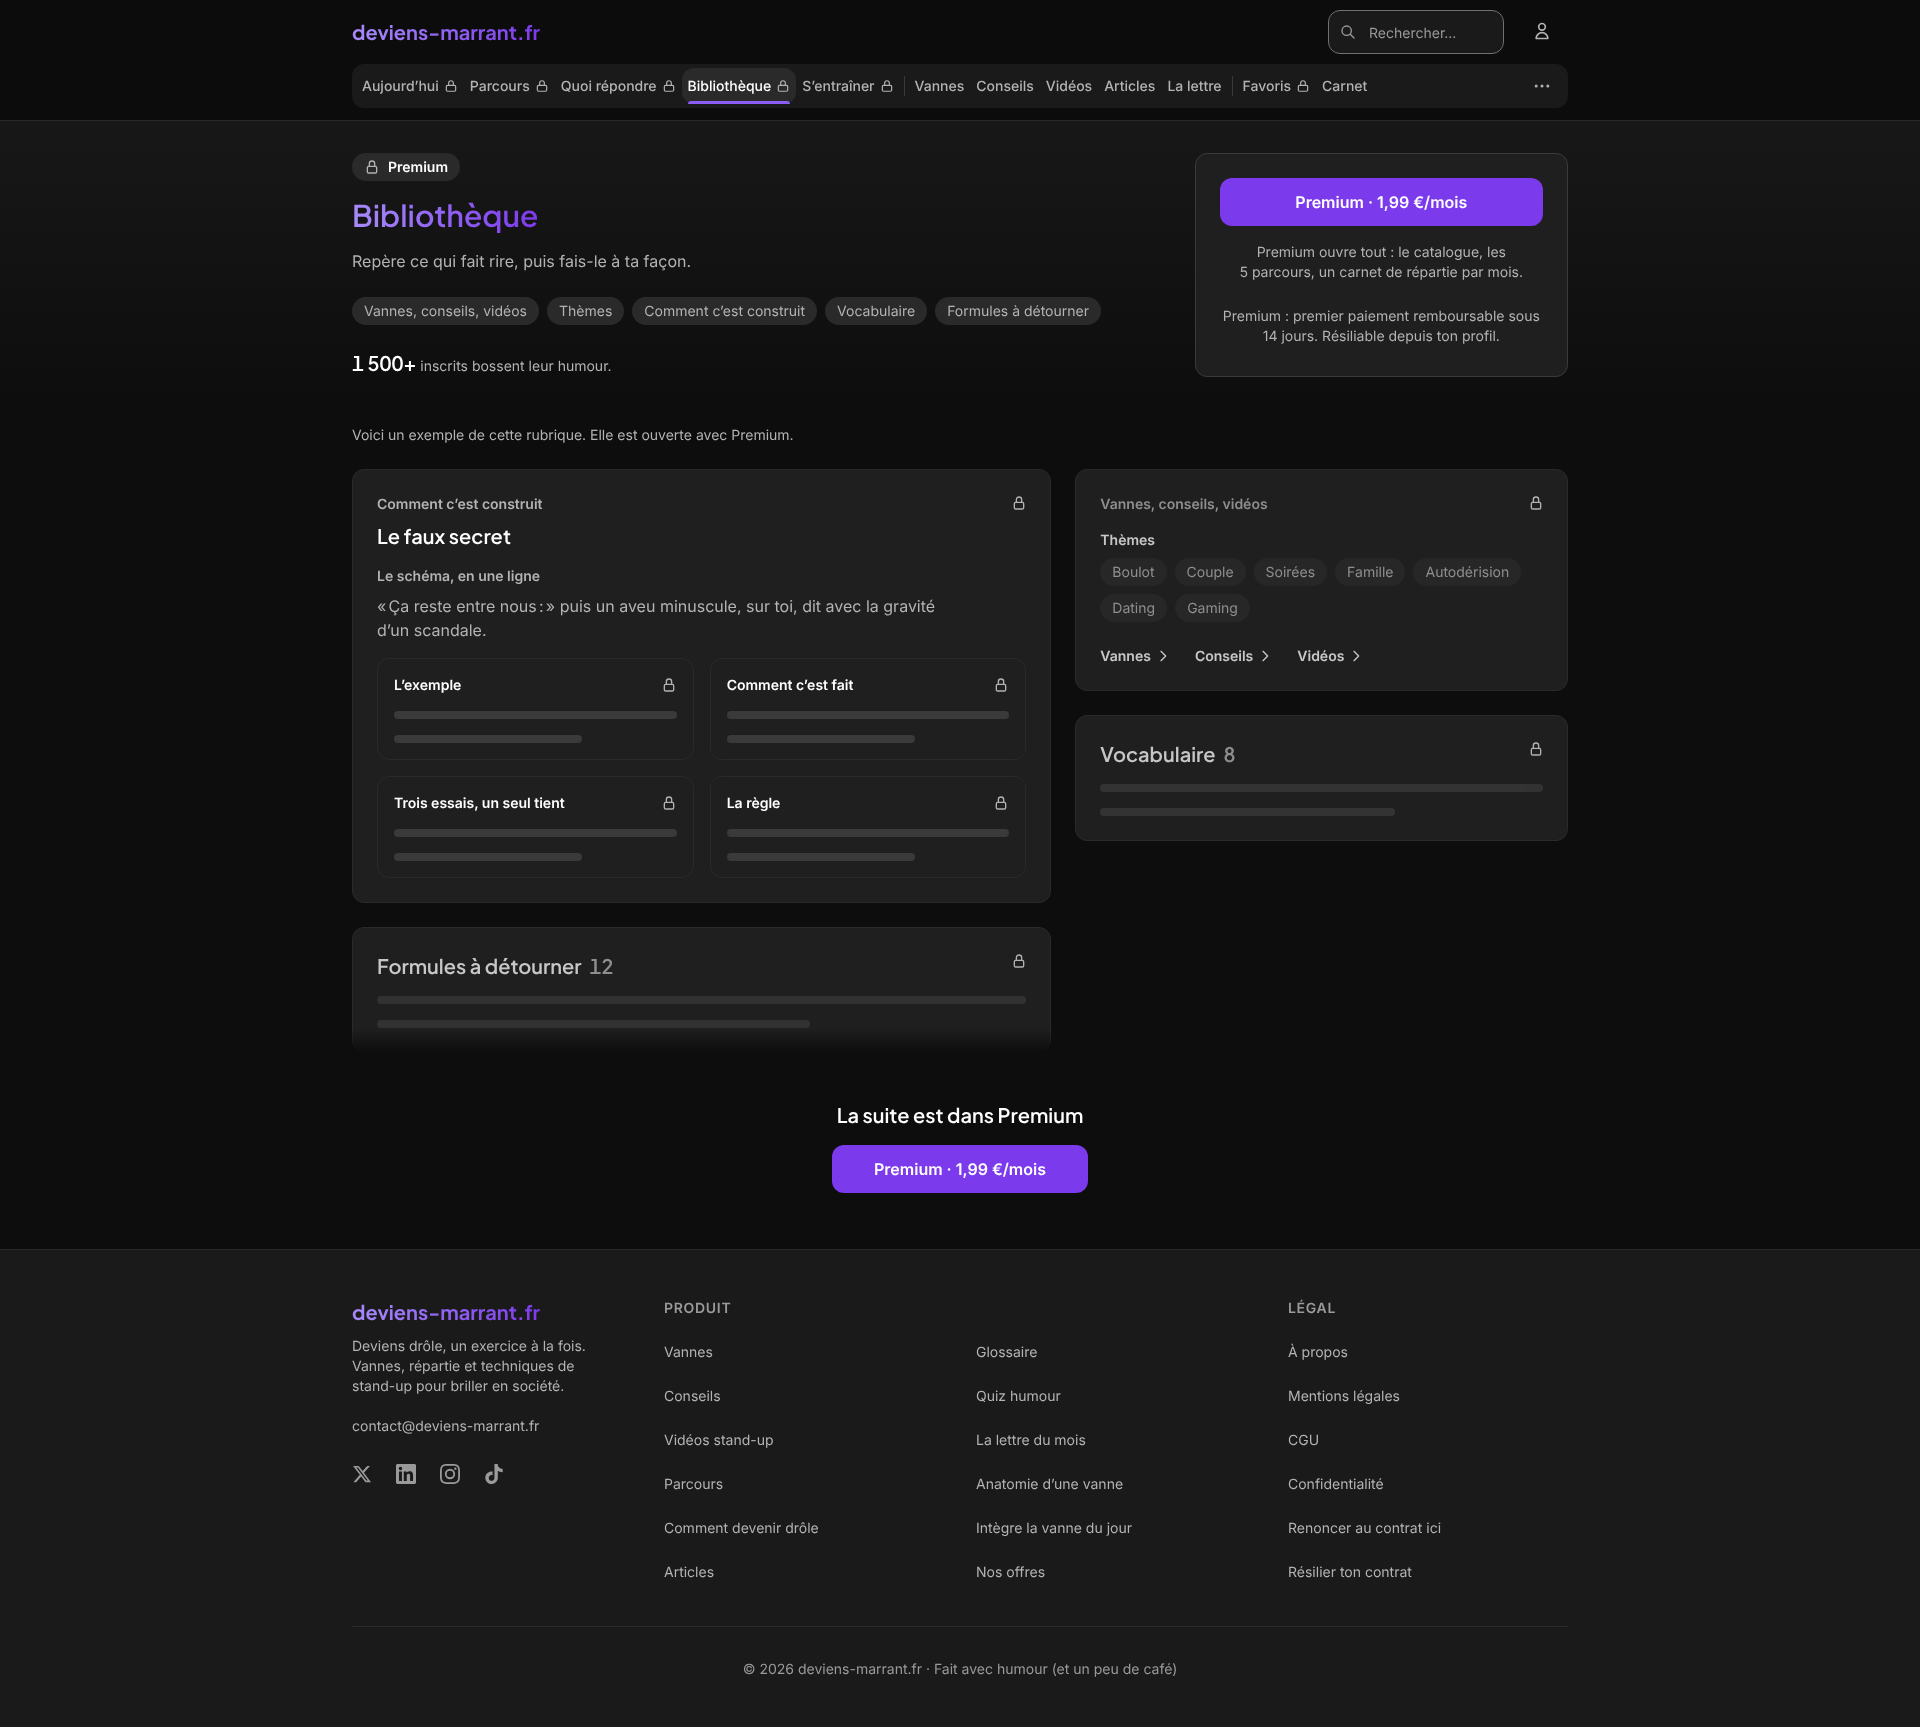 deviens-marrant.fr
Rechercher...
Aujourd’hui
Parcours
Quoi répondre
Bibliothèque
S’entraîner
Vannes
Conseils
Vidéos
Articles
La lettre
Favoris
Carnet
Premium
Bibliothèque
Repère ce qui fait rire, puis fais-le à ta façon.
Vannes, conseils, vidéos
Thèmes
Comment c’est construit
Vocabulaire
Formules à détourner
1 500+ inscrits bossent leur humour.
Premium · 1,99 €/mois
Premium ouvre tout : le catalogue, les
5 parcours, un carnet de répartie par mois.
Premium : premier paiement remboursable sous
14 jours. Résiliable depuis ton profil.
Voici un exemple de cette rubrique. Elle est ouverte avec Premium.
Comment c’est construit
Le faux secret
Le schéma, en une ligne
« Ça reste entre nous : » puis un aveu minuscule, sur toi, dit avec la gravité
d’un scandale.
L’exemple
Comment c’est fait
Trois essais, un seul tient
La règle
Vannes, conseils, vidéos
Thèmes
Boulot
Couple
Soirées
Famille
Autodérision
Dating
Gaming
Vannes
Conseils
Vidéos
Vocabulaire 8
Formules à détourner 12
La suite est dans Premium
Premium · 1,99 €/mois
deviens-marrant.fr
Deviens drôle, un exercice à la fois.
Vannes, répartie et techniques de
stand-up pour briller en société.
contact@deviens-marrant.fr
PRODUIT
Vannes
Conseils
Vidéos stand-up
Parcours
Comment devenir drôle
Articles
Glossaire
Quiz humour
La lettre du mois
Anatomie d’une vanne
Intègre la vanne du jour
Nos offres
LÉGAL
À propos
Mentions légales
CGU
Confidentialité
Renoncer au contrat ici
Résilier ton contrat
© 2026 deviens-marrant.fr · Fait avec humour (et un peu de café)